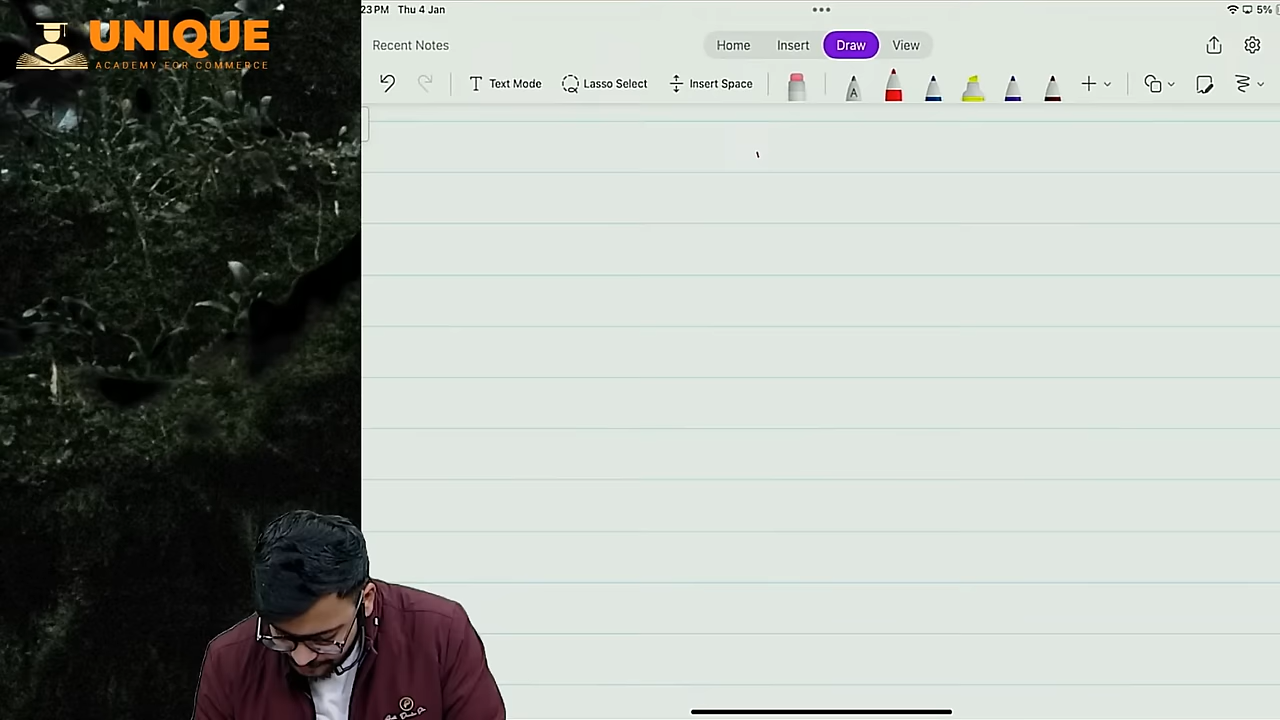 UNIQUE
ACADEMY FOR COMMERCE
23 PM Thu 4 Jan
5%
Recent Notes
Home
Insert
Draw
View
Text Mode
Lasso Select
Insert Space
A